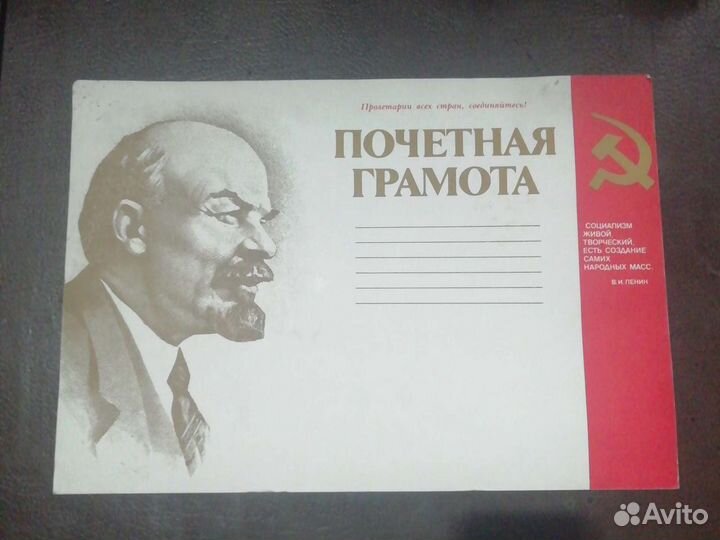 Пролетарии всех стран, соединяйтесь!
ПОЧЕТНАЯ
ГРАМОТА
СОЦИАЛИЗМ
ЖИВОЙ,
ТВОРЧЕСКИЙ,
ЕСТЬ СОЗДАНИЕ
САМИХ
НАРОДНЫХ МАСС.
В.И. ЛЕНИН
Avito